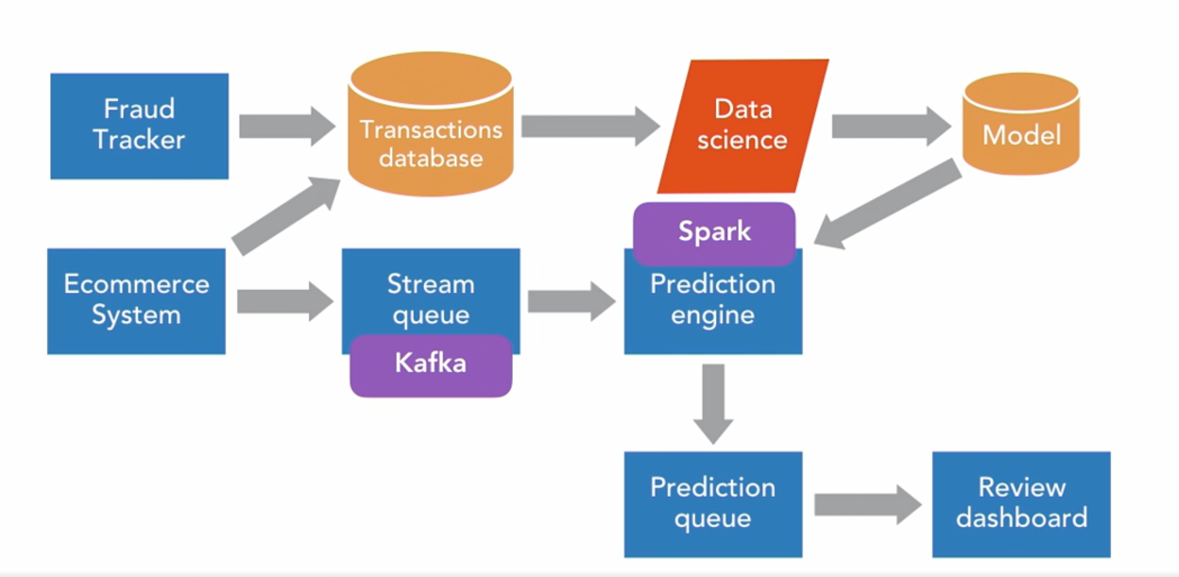 Fraud
Tracker
Transactions
database
Data
science
Model
Ecommerce
System
Stream
queue
Kafka
Spark
Prediction
engine
Prediction
queue
Review
dashboard